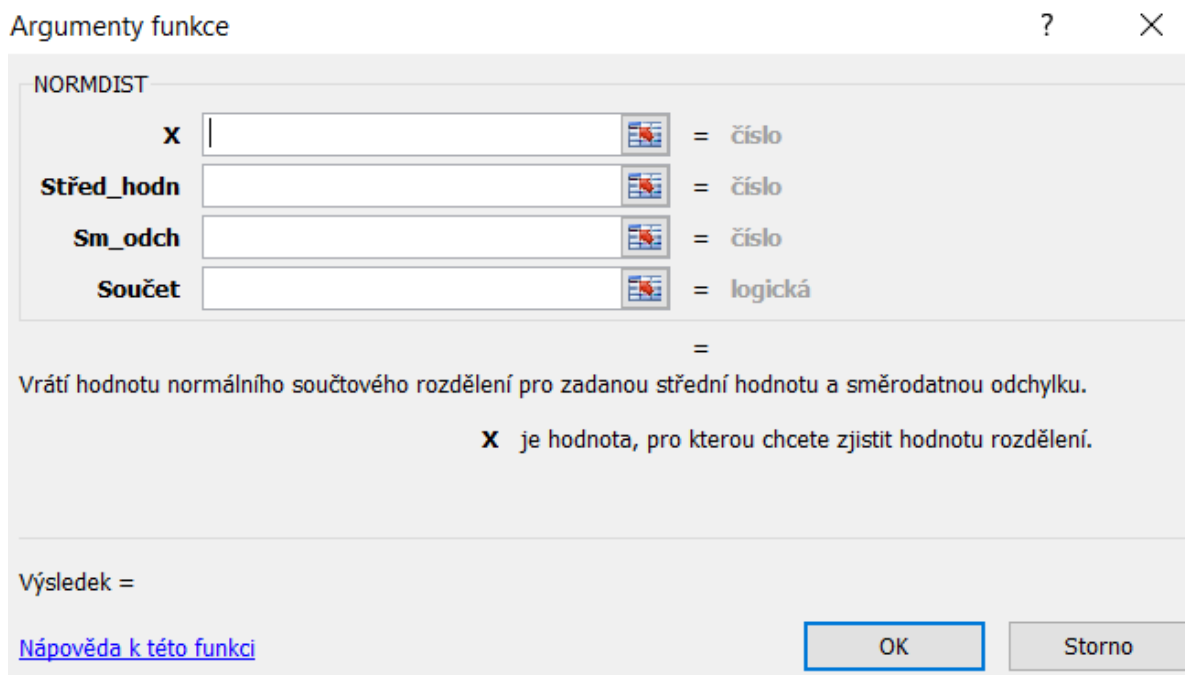 Argumenty funkce ?
NORMDIST
X = číslo
Střed_hodn = číslo
Sm_odch = číslo
Součet = logická
=
Vrátí hodnotu normálního součtového rozdělení pro zadanou střední hodnotu a směrodatnou odchylku.
X je hodnota, pro kterou chcete zjistit hodnotu rozdělení.
Výsledek =
Nápověda k této funkci OK Storno